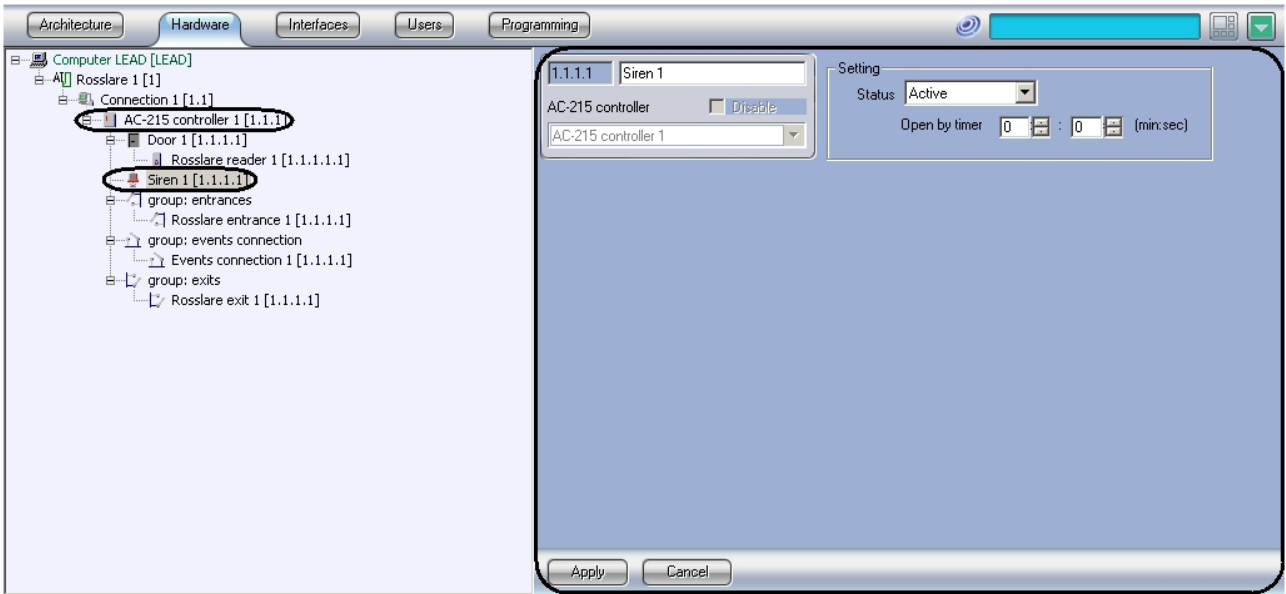 Architecture Hardware Interfaces Users Programming
Computer LEAD [LEAD]
Rosslare 1 [1]
Connection 1 [1.1]
AC-215 controller 1 [1.1.1]
Door 1 [1.1.1.1]
Rosslare reader 1 [1.1.1.1.1]
Siren 1 [1.1.1.1]
group: entrances
Rosslare entrance 1 [1.1.1.1]
group: events connection
Events connection 1 [1.1.1.1]
group: exits
Rosslare exit 1 [1.1.1.1]
1.1.1.1 Siren 1
AC-215 controller Disable
AC-215 controller 1
Setting
Status Active
Open by timer 0 : 0 (min:sec)
Apply Cancel